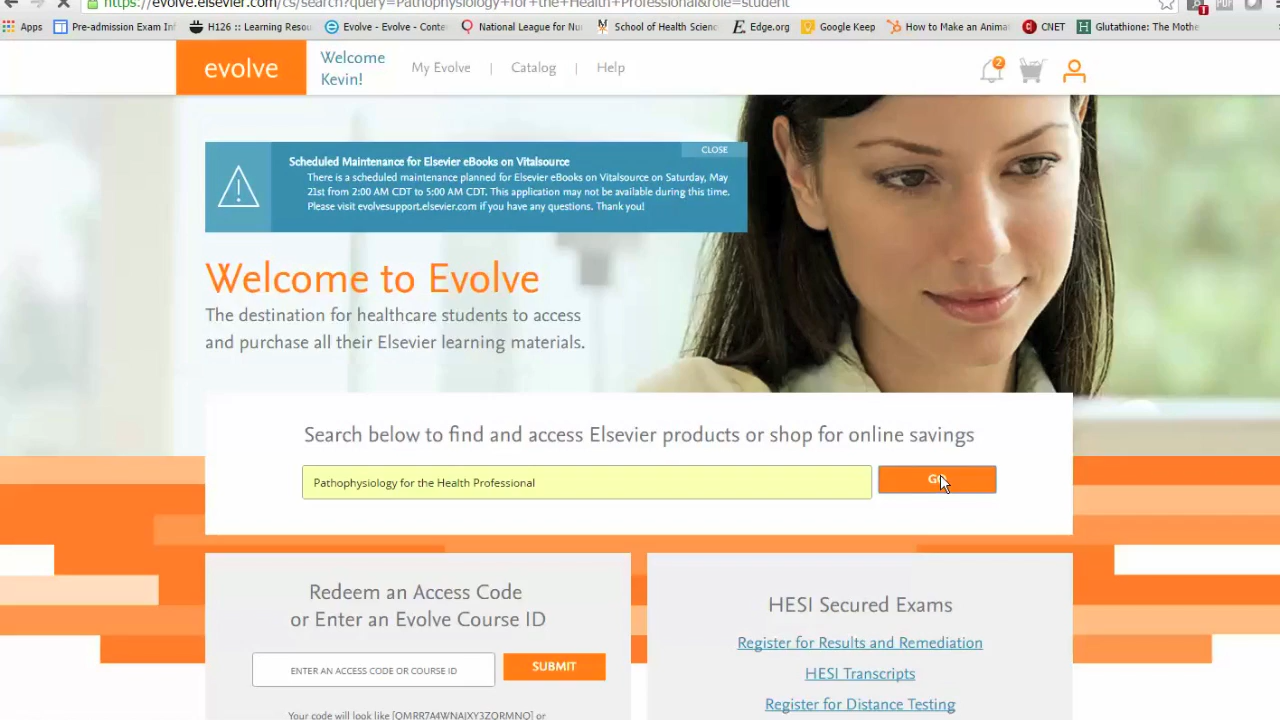 https://evolve.elsevier.com/cs/search?query=Pathophysiology+for+the+Health+Professional&role=student
Apps Pre-admission Exam Inf H126 :: Learning Resou Evolve - Evolve - Conte National League for Nu School of Health Scienc Edge.org Google Keep How to Make an Animat CNET Glutathione: The Mothe
evolve
Welcome
Kevin!
My Evolve | Catalog | Help
2
CLOSE
Scheduled Maintenance for Elsevier eBooks on Vitalsource
There is a scheduled maintenance planned for Elsevier eBooks on Vitalsource on Saturday, May
21st from 2:00 AM CDT to 5:00 AM CDT. This application may not be available during this time.
Please visit evolvesupport.elsevier.com if you have any questions. Thank you!
Welcome to Evolve
The destination for healthcare students to access
and purchase all their Elsevier learning materials.
Search below to find and access Elsevier products or shop for online savings
Pathophysiology for the Health Professional
GO
Redeem an Access Code
or Enter an Evolve Course ID
ENTER AN ACCESS CODE OR COURSE ID
SUBMIT
Your code will look like [QMRR7A4WNAJXY3ZQRMNQ] or
HESI Secured Exams
Register for Results and Remediation
HESI Transcripts
Register for Distance Testing